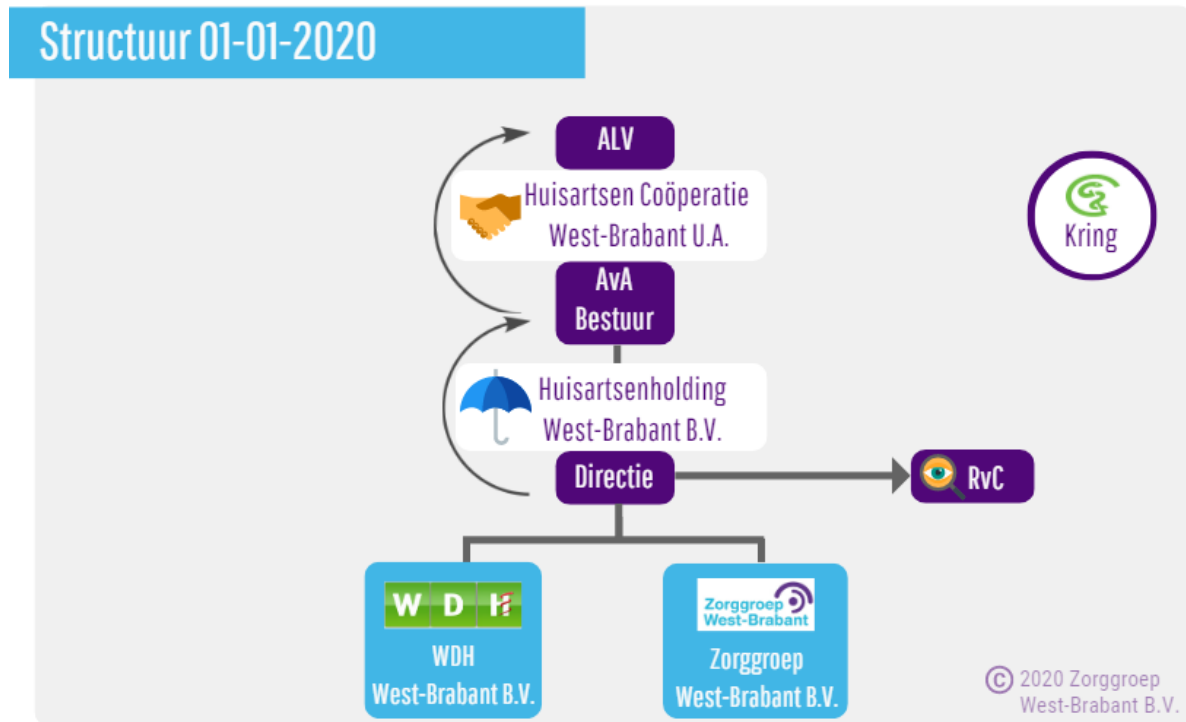 Structuur 01-01-2020
ALV
Huisartsen Coöperatie
West-Brabant U.A.
Kring
AvA
Bestuur
Huisartsenholding
West-Brabant B.V.
Directie
RvC
W D H
Zorggroep
West-Brabant
WDH
West-Brabant B.V.
Zorggroep
West-Brabant B.V.
© 2020 Zorggroep
West-Brabant B.V.